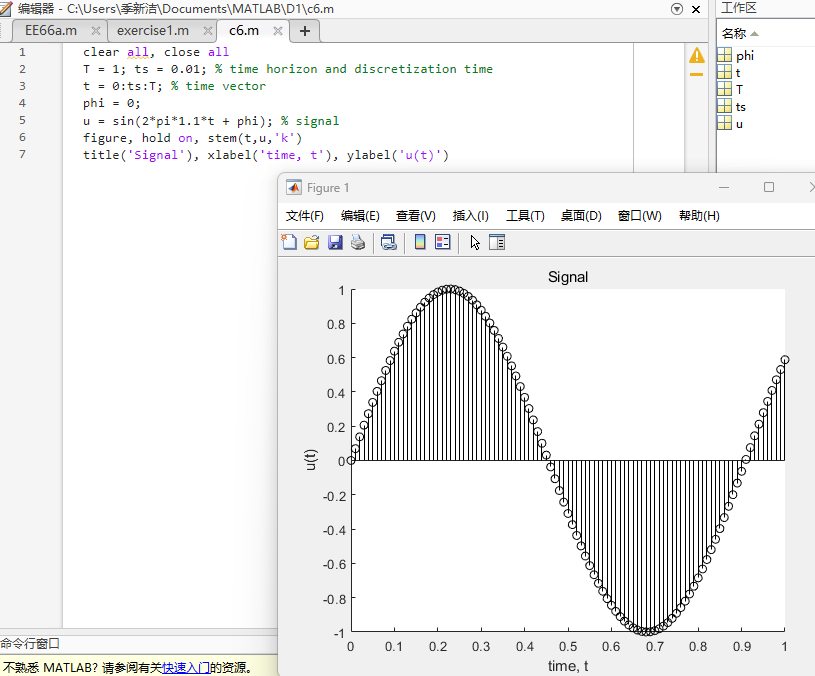 编辑器 - C:\Users\季新洁\Documents\MATLAB\D1\c6.m
工作区
EE66a.m exercise1.m c6.m
名称
1 clear all, close all
2 T = 1; ts = 0.01; % time horizon and discretization time
3 t = 0:ts:T; % time vector
4 phi = 0;
5 u = sin(2*pi*1.1*t + phi); % signal
6 figure, hold on, stem(t,u,'k')
7 title('Signal'), xlabel('time, t'), ylabel('u(t)')
phi
t
T
ts
u
Figure 1
文件(F) 编辑(E) 查看(V) 插入(I) 工具(T) 桌面(D) 窗口(W) 帮助(H)
Signal
1
0.8
0.6
0.4
0.2
0
-0.2
-0.4
-0.6
-0.8
-1
u(t)
0 0.1 0.2 0.3 0.4 0.5 0.6 0.7 0.8 0.9 1
time, t
命令行窗口
不熟悉 MATLAB? 请参阅有关快速入门的资源。